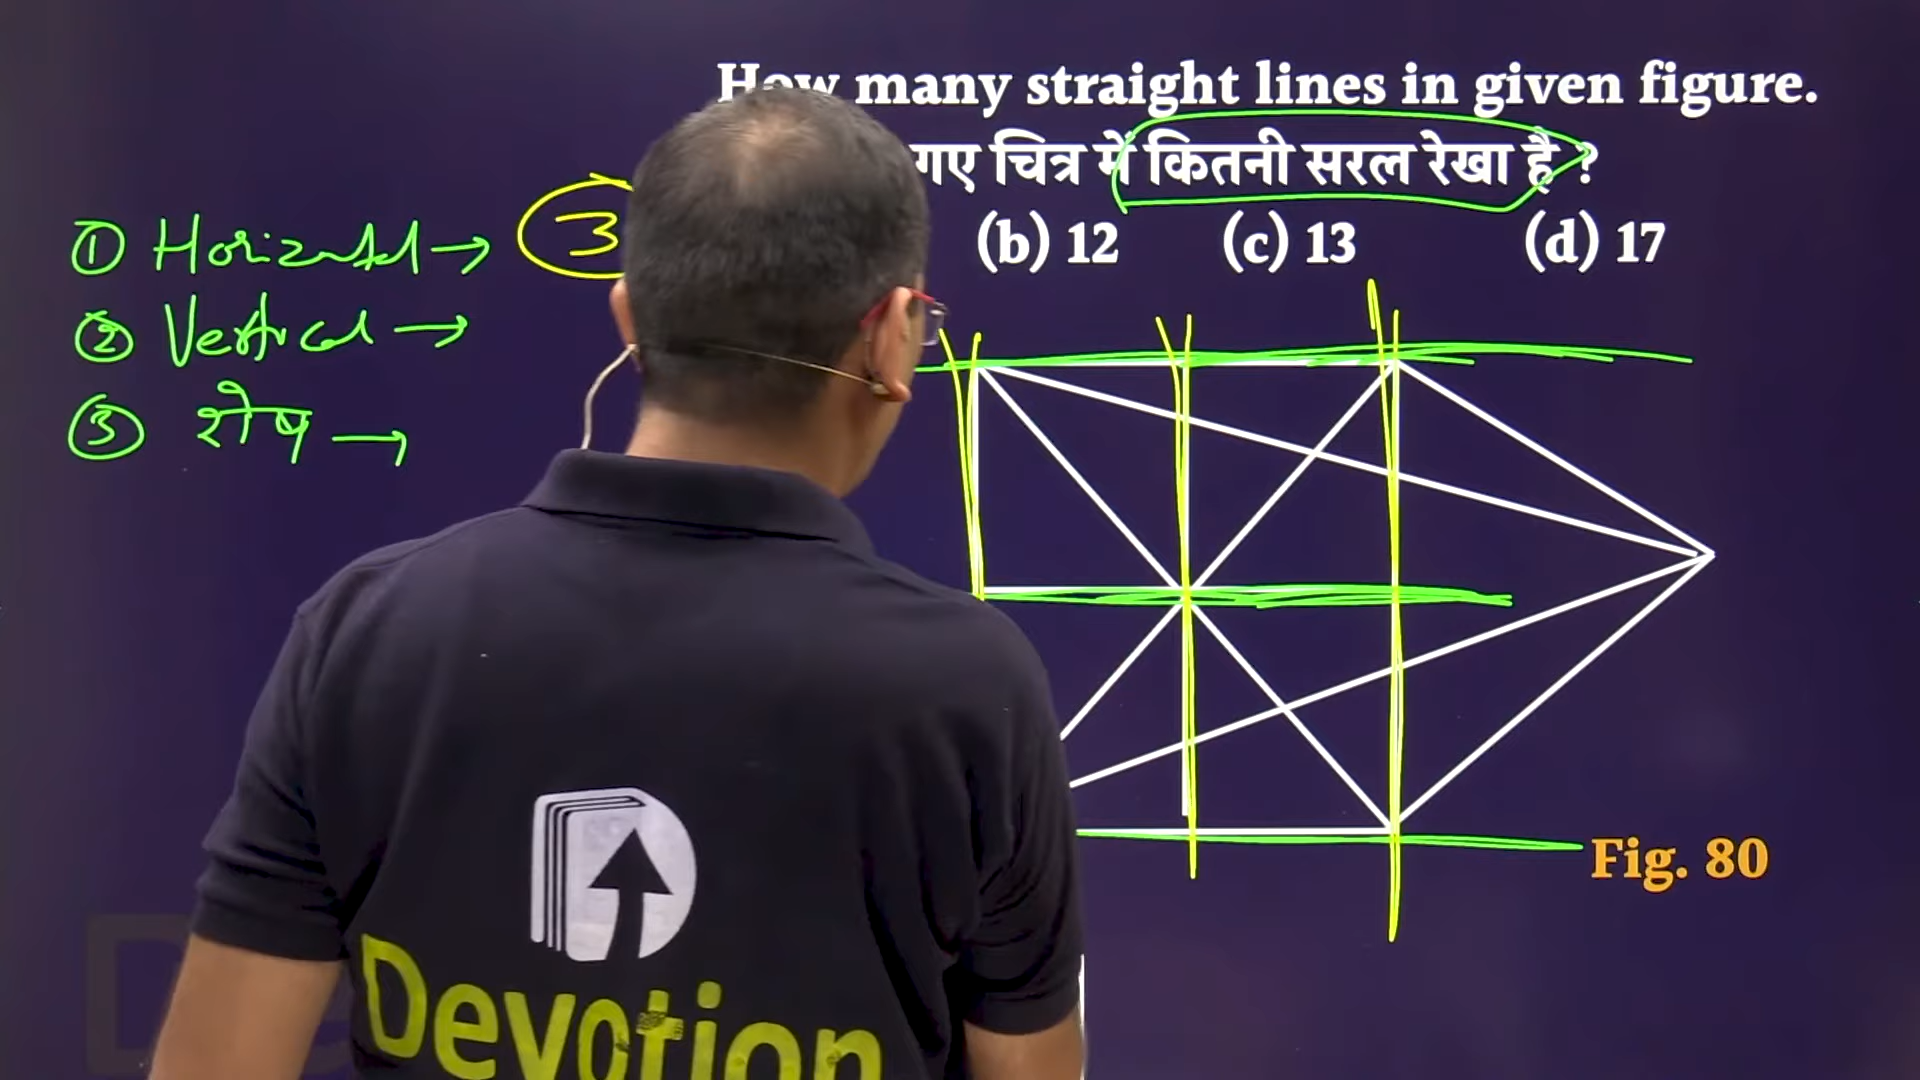 How many straight lines in given figure.
गए चित्र में कितनी सरल रेखा है ?
(b) 12 (c) 13 (d) 17
① Horizontal → 3
② Vertical →
③ शेष →
Fig. 80
Devotion